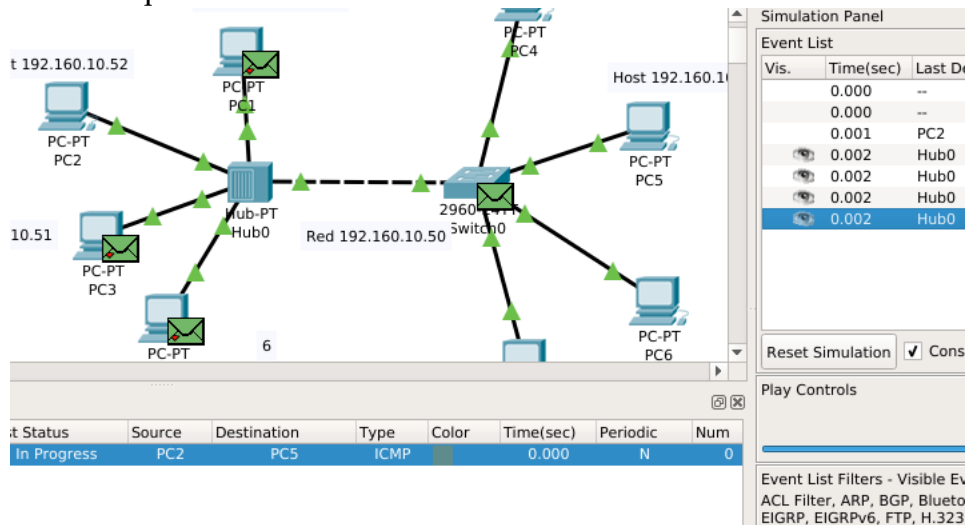 Simulation Panel
Event List
Vis. Time(sec) Last De
0.000 --
0.000 --
0.001 PC2
0.002 Hub0
0.002 Hub0
0.002 Hub0
0.002 Hub0
Reset Simulation Cons
Play Controls
Event List Filters - Visible Ev
ACL Filter, ARP, BGP, Blueto
EIGRP, EIGRPv6, FTP, H.323
PC-PT
PC4
t 192.160.10.52
PC-PT
PC1
Host 192.160.10
PC-PT
PC2
PC-PT
PC5
Hub-PT
Hub0
Switch0
10.51
Red 192.160.10.50
PC-PT
PC3
PC-PT
6
PC-PT
PC6
st Status Source Destination Type Color Time(sec) Periodic Num
In Progress PC2 PC5 ICMP 0.000 N 0